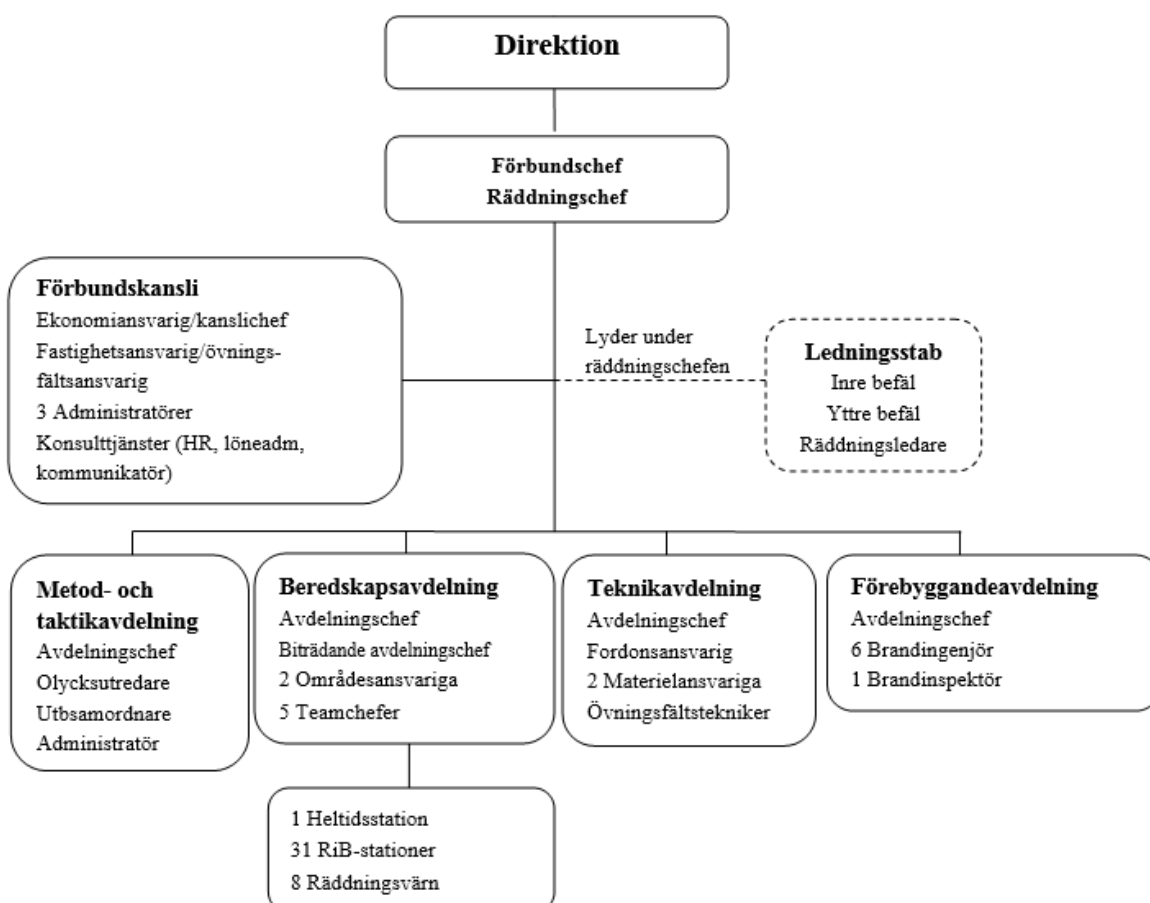 Direktion
Förbundschef
Räddningschef
Förbundskansli
Ekonomiansvarig/kanslichef
Fastighetsansvarig/övnings-
fältsansvarig
3 Administratörer
Konsulttjänster (HR, löneadm,
kommunikatör)
Lyder under
räddningschefen
Ledningsstab
Inre befäl
Yttre befäl
Räddningsledare
Metod- och
taktikavdelning
Avdelningschef
Olycksutredare
Utbsamordnare
Administratör
Beredskapsavdelning
Avdelningschef
Biträdande avdelningschef
2 Områdesansvariga
5 Teamchefer
Teknikavdelning
Avdelningschef
Fordonsansvarig
2 Materielansvariga
Övningsfältstekniker
Förebyggandeavdelning
Avdelningschef
6 Brandingenjör
1 Brandinspektör
1 Heltidsstation
31 RiB-stationer
8 Räddningsvärn